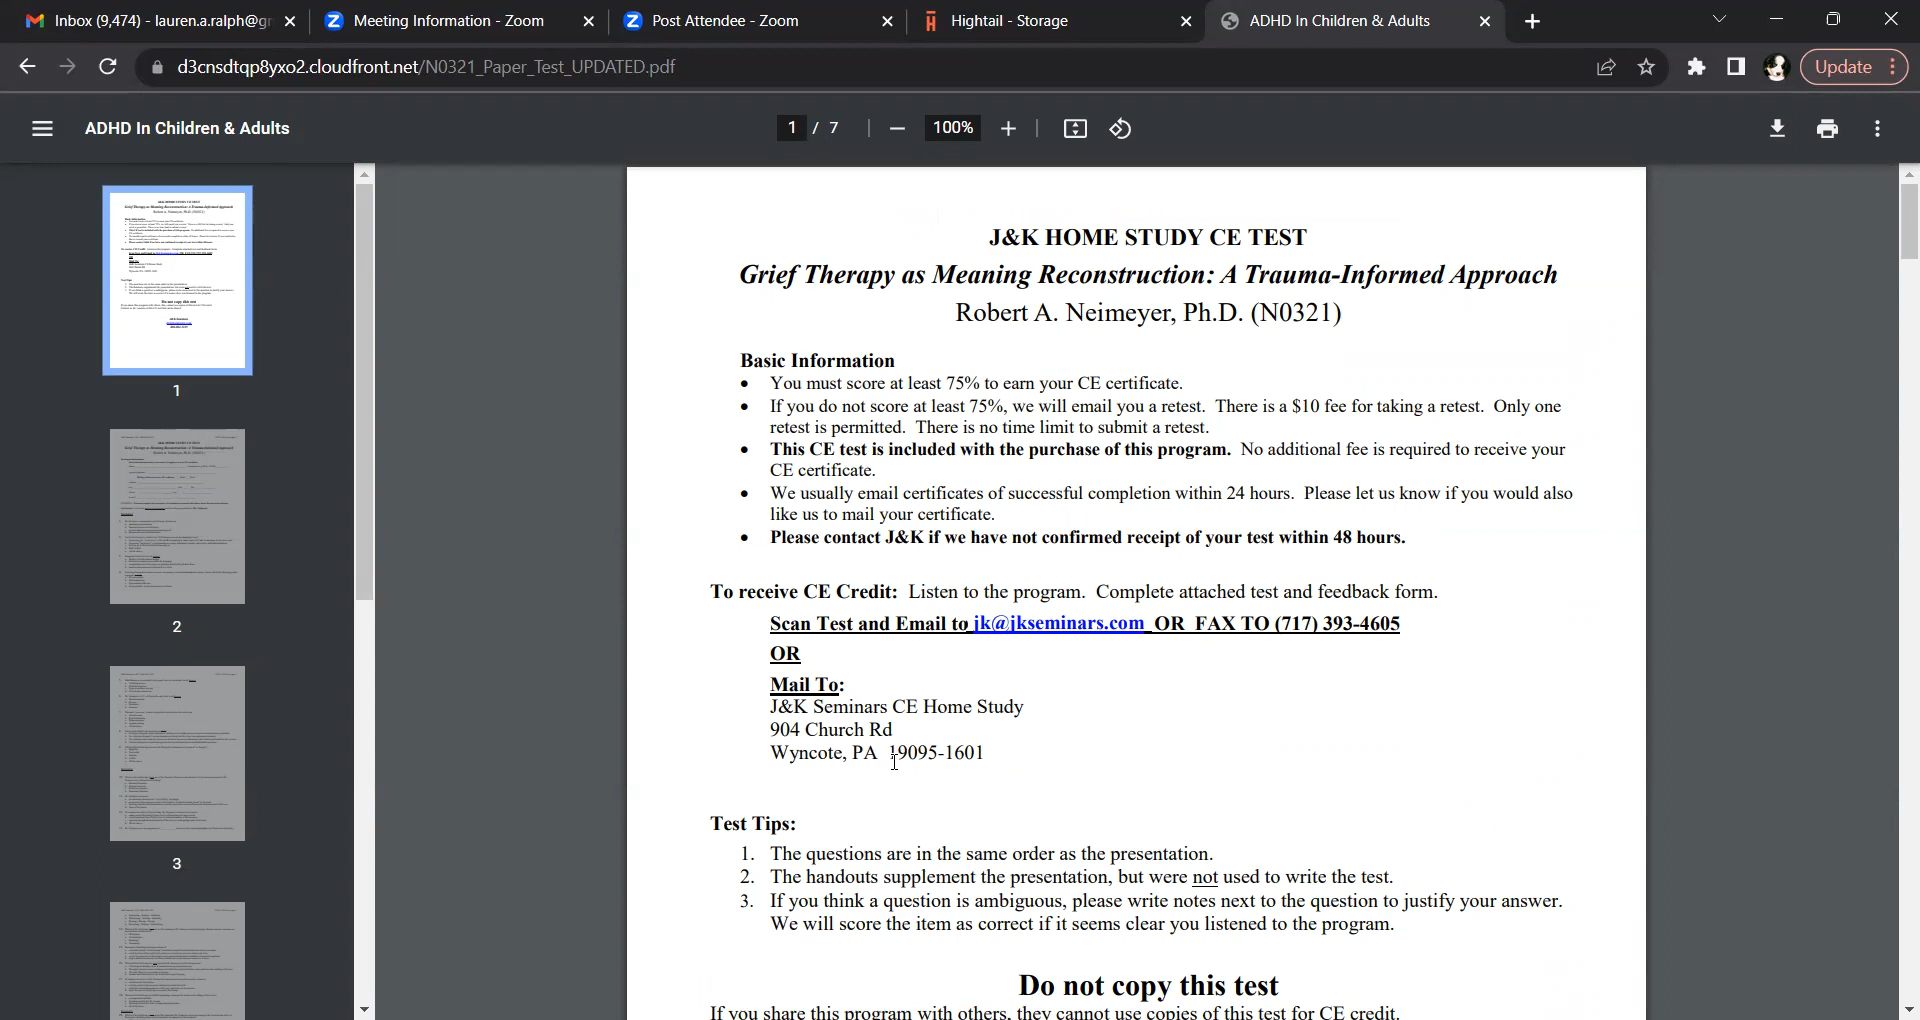 Inbox (9,474) - lauren.a.ralph@gr
Meeting Information - Zoom
Post Attendee - Zoom
Hightail - Storage
ADHD In Children & Adults
d3cnsdtqp8yxo2.cloudfront.net/N0321_Paper_Test_UPDATED.pdf
Update
ADHD In Children & Adults
1 / 7
100%
1
2
3
J&K HOME STUDY CE TEST
Grief Therapy as Meaning Reconstruction: A Trauma-Informed Approach
Robert A. Neimeyer, Ph.D. (N0321)
Basic Information
• You must score at least 75% to earn your CE certificate.
• If you do not score at least 75%, we will email you a retest. There is a $10 fee for taking a retest. Only one
retest is permitted. There is no time limit to submit a retest.
• This CE test is included with the purchase of this program. No additional fee is required to receive your
CE certificate.
• We usually email certificates of successful completion within 24 hours. Please let us know if you would also
like us to mail your certificate.
• Please contact J&K if we have not confirmed receipt of your test within 48 hours.
To receive CE Credit: Listen to the program. Complete attached test and feedback form.
Scan Test and Email to jk@jkseminars.com OR FAX TO (717) 393-4605
OR
Mail To:
J&K Seminars CE Home Study
904 Church Rd
Wyncote, PA 19095-1601
Test Tips:
1. The questions are in the same order as the presentation.
2. The handouts supplement the presentation, but were not used to write the test.
3. If you think a question is ambiguous, please write notes next to the question to justify your answer.
We will score the item as correct if it seems clear you listened to the program.
Do not copy this test
If you share this program with others, they cannot use copies of this test for CE credit.